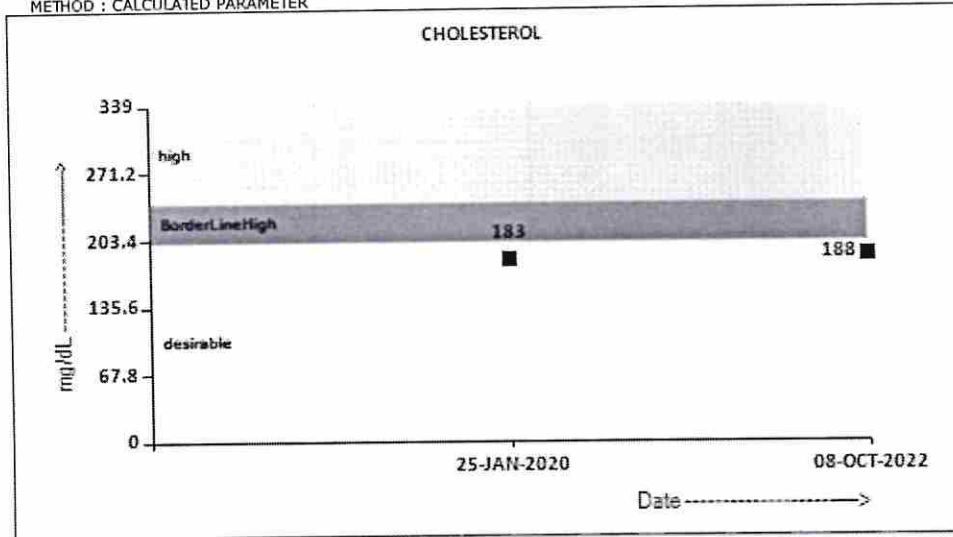 METHOD : CALCULATED PARAMETER
CHOLESTEROL
339
high
271.2
BorderLineHigh
183
203.4
188
135.6
desirable
mg/dL
67.8
0
25-JAN-2020 08-OCT-2022
Date